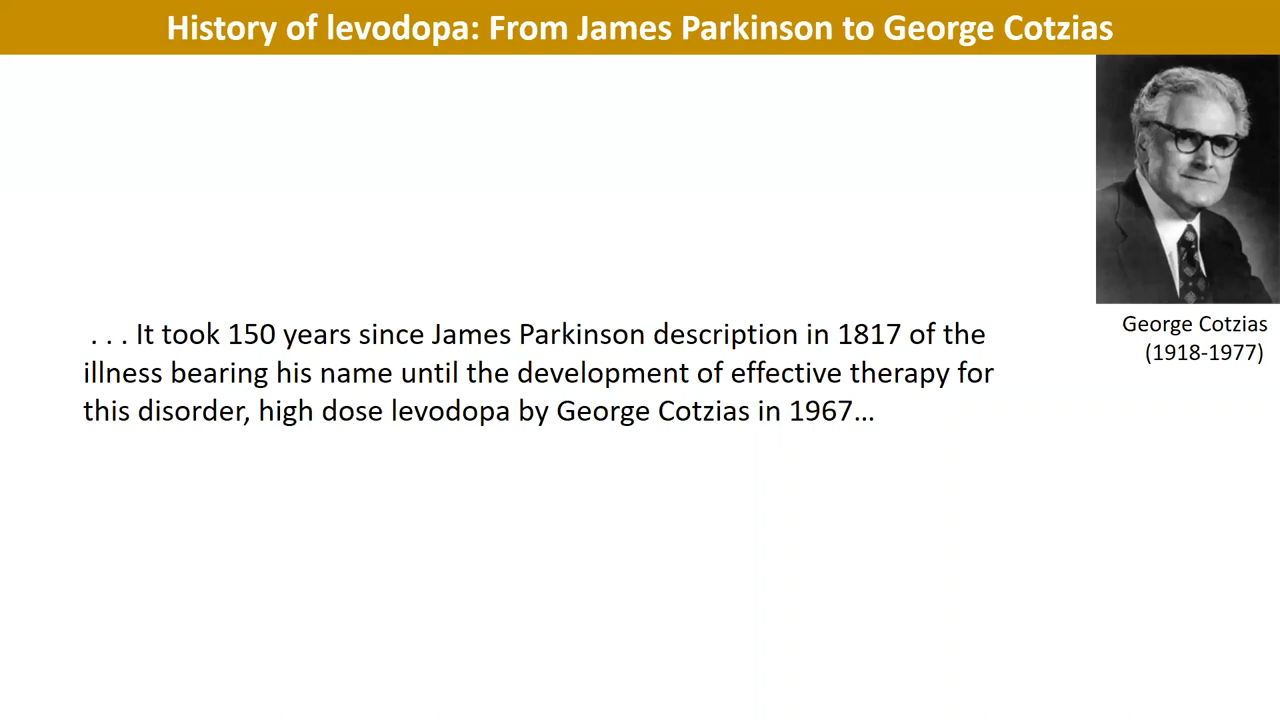 History of levodopa: From James Parkinson to George Cotzias
. . . It took 150 years since James Parkinson description in 1817 of the
illness bearing his name until the development of effective therapy for
this disorder, high dose levodopa by George Cotzias in 1967...
George Cotzias
(1918-1977)